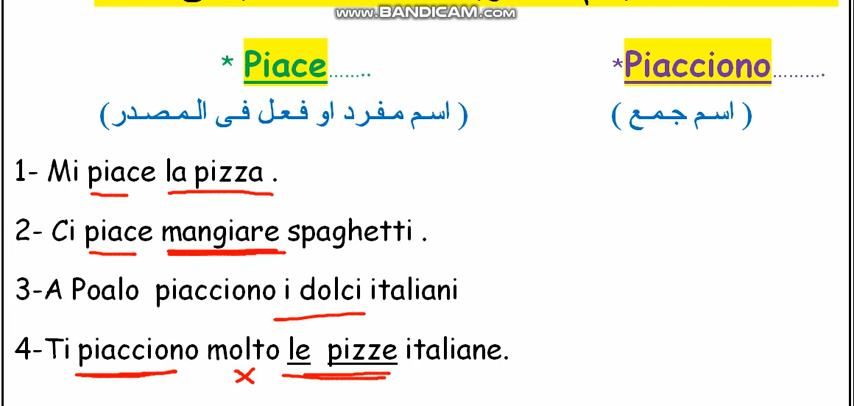 www.BANDICAM.com
* Piace........ *Piacciono..........
( اسم مفرد او فعل فى المصدر) ( اسم جمع )
1- Mi piace la pizza .
2- Ci piace mangiare spaghetti .
3-A Poalo piacciono i dolci italiani
4-Ti piacciono molto le pizze italiane.